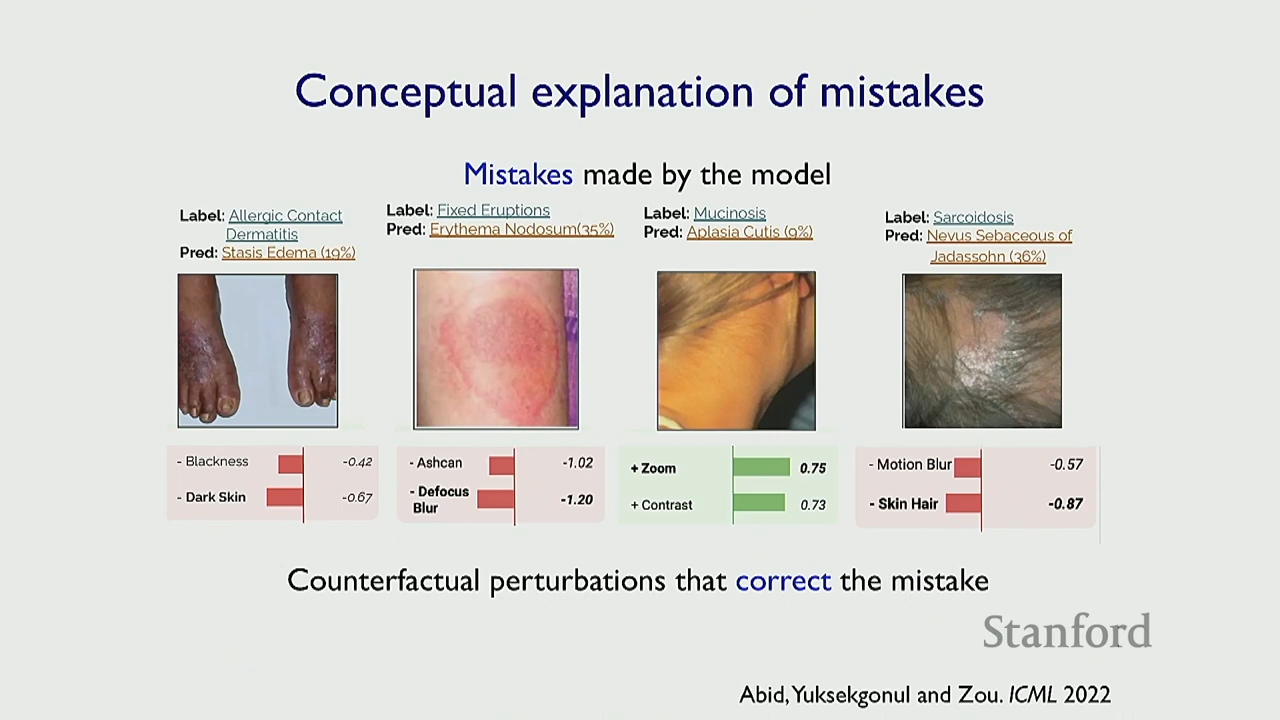 Conceptual explanation of mistakes
Mistakes made by the model
Label: Allergic Contact
Dermatitis
Pred: Stasis Edema (19%)
Label: Fixed Eruptions
Pred: Erythema Nodosum(35%)
Label: Mucinosis
Pred: Aplasia Cutis (9%)
Label: Sarcoidosis
Pred: Nevus Sebaceous of
Jadassohn (36%)
- Blackness -0.42
- Dark Skin -0.67
- Ashcan -1.02
- Defocus
Blur -1.20
+ Zoom 0.75
+ Contrast 0.73
- Motion Blur -0.57
- Skin Hair -0.87
Counterfactual perturbations that correct the mistake
Stanford
Abid, Yuksekgonul and Zou. ICML 2022